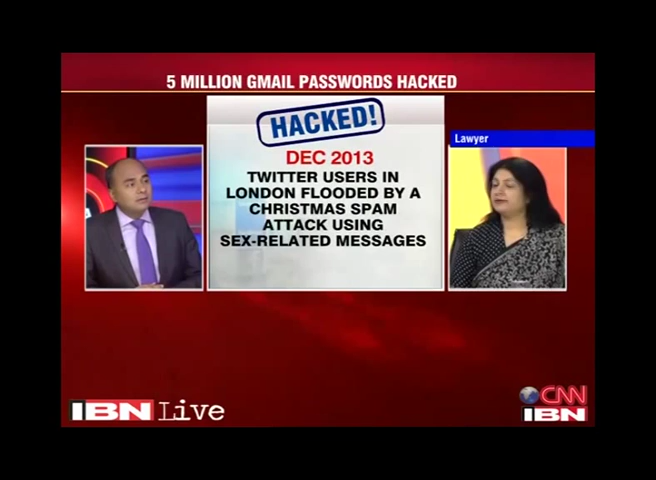 5 MILLION GMAIL PASSWORDS HACKED
HACKED!
Lawyer
DEC 2013
TWITTER USERS IN
LONDON FLOODED BY A
CHRISTMAS SPAM
ATTACK USING
SEX-RELATED MESSAGES
IBN Live
CNN
IBN